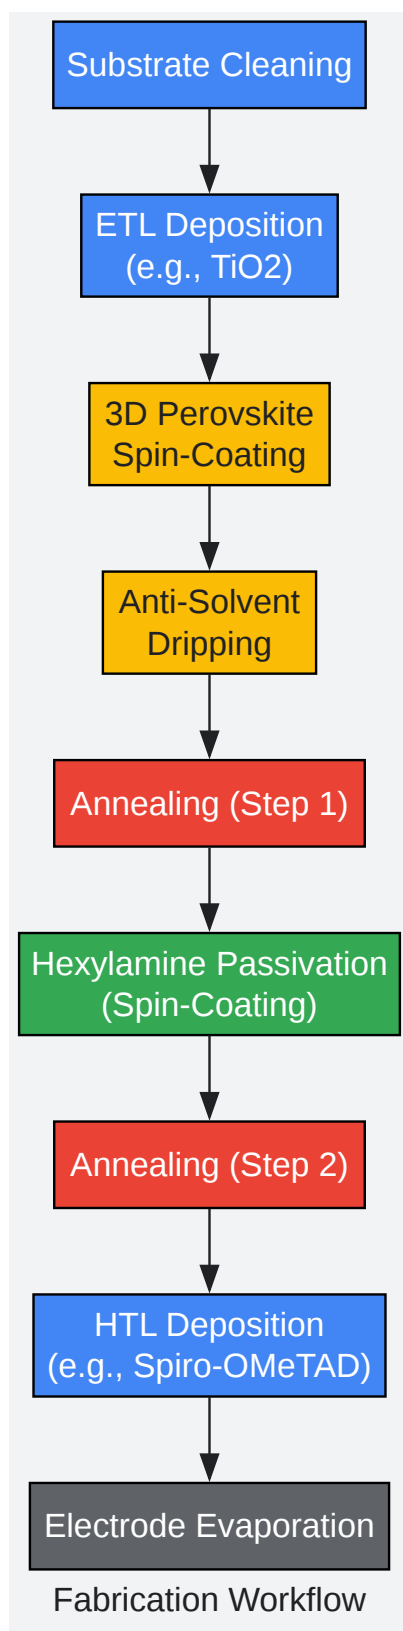 Substrate Cleaning
ETL Deposition
(e.g., TiO2)
3D Perovskite
Spin-Coating
Anti-Solvent
Dripping
Annealing (Step 1)
Hexylamine Passivation
(Spin-Coating)
Annealing (Step 2)
HTL Deposition
(e.g., Spiro-OMeTAD)
Electrode Evaporation
Fabrication Workflow